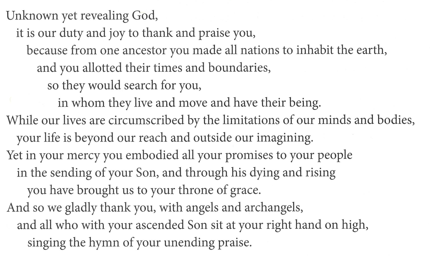 Unknown yet revealing God,
it is our duty and joy to thank and praise you,
because from one ancestor you made all nations to inhabit the earth,
and you allotted their times and boundaries,
so they would search for you,
in whom they live and move and have their being.
While our lives are circumscribed by the limitations of our minds and bodies,
your life is beyond our reach and outside our imagining.
Yet in your mercy you embodied all your promises to your people
in the sending of your Son, and through his dying and rising
you have brought us to your throne of grace.
And so we gladly thank you, with angels and archangels,
and all who with your ascended Son sit at your right hand on high,
singing the hymn of your unending praise.